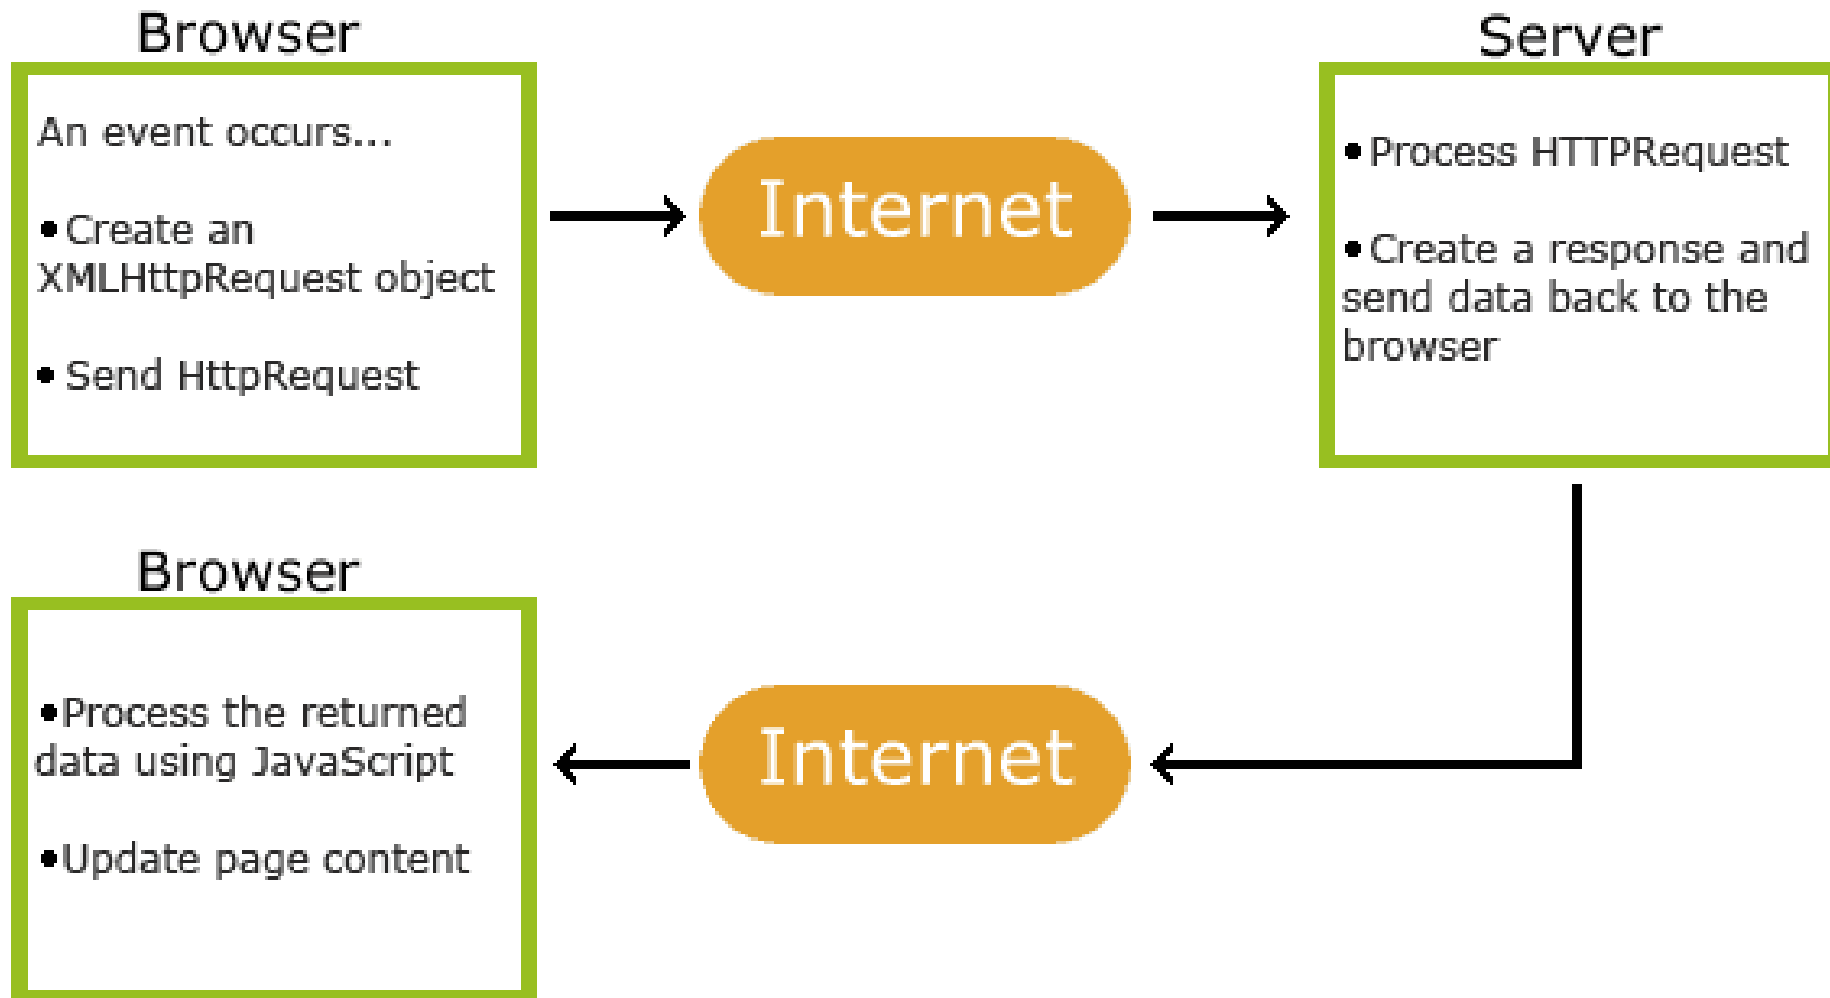 Browser
An event occurs...
•Create an
XMLHttpRequest object
• Send HttpRequest
Internet
Server
•Process HTTPRequest
•Create a response and
send data back to the
browser
Browser
•Process the returned
data using JavaScript
•Update page content
Internet